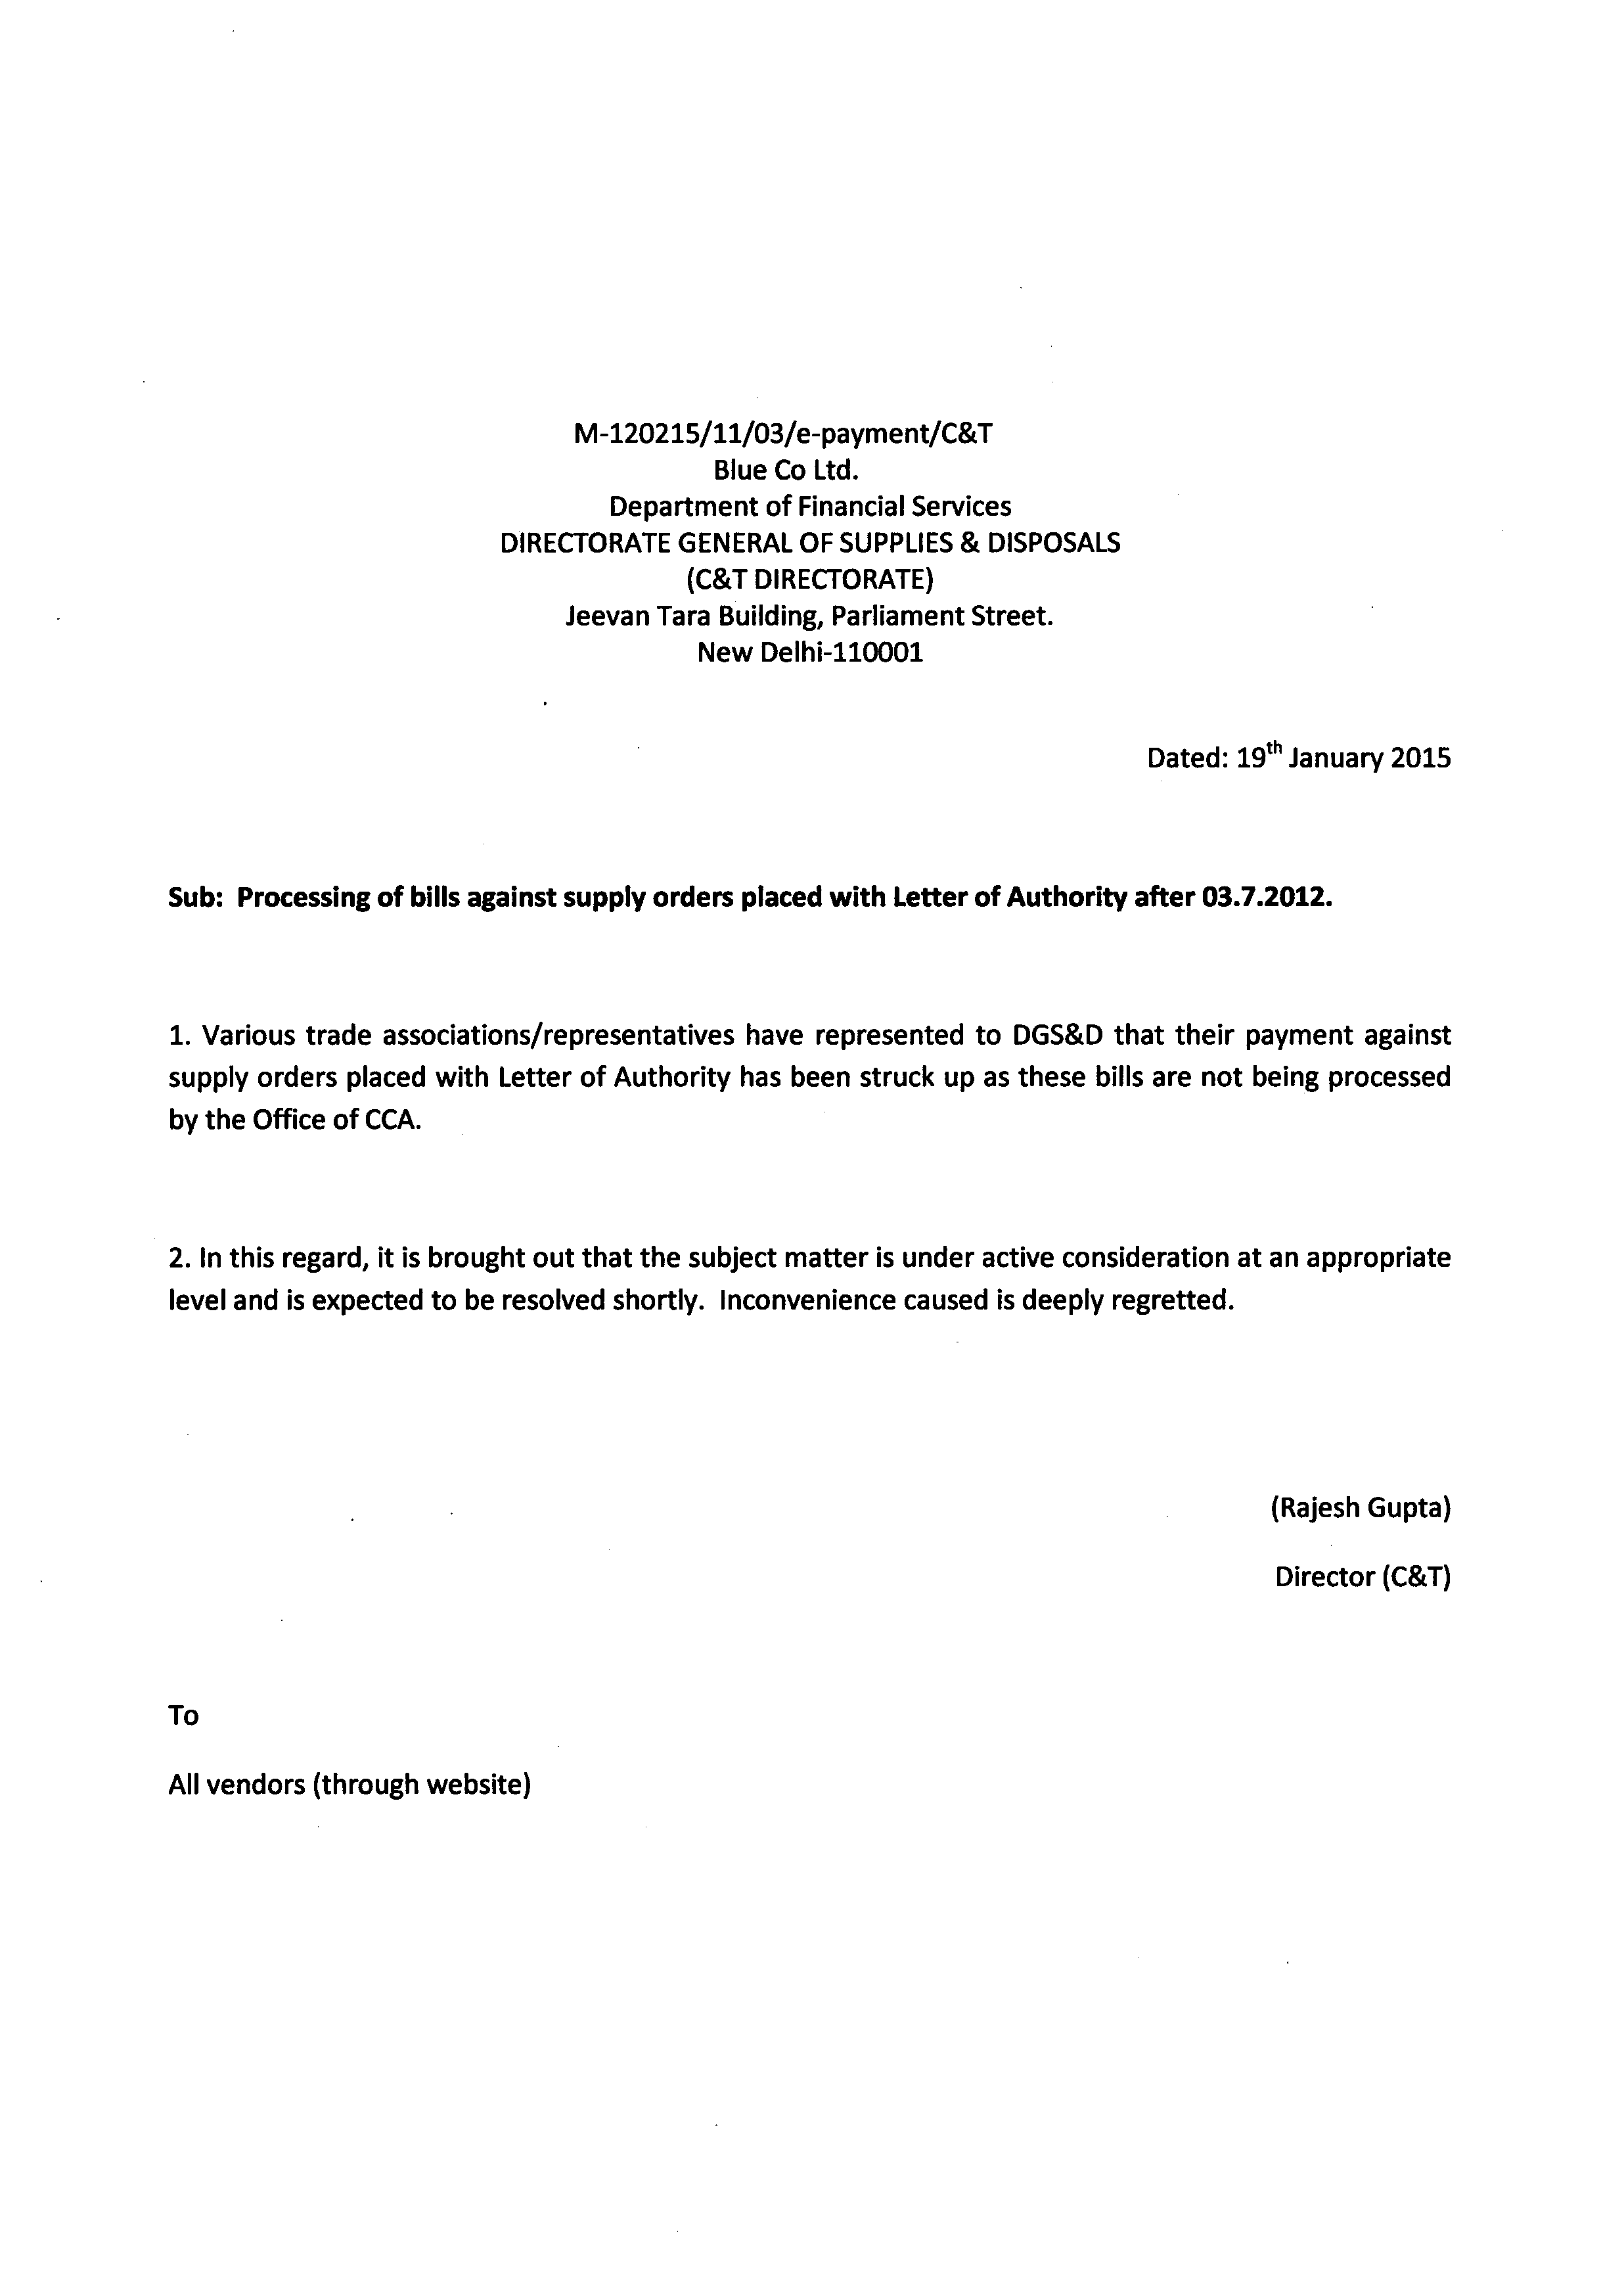 M-120215/11/03/e-payment/C&T
Blue Co Ltd.
Department of Financial Services
DIRECTORATE GENERAL OF SUPPLIES & DISPOSALS
(C&T DIRECTORATE)
Jeevan Tara Building, Parliament Street.
New Delhi-110001
Dated: 19th January 2015
Sub: Processing of bills against supply orders placed with Letter of Authority after 03.7.2012.
1. Various trade associations/representatives have represented to DGS&D that their payment against
supply orders placed with Letter of Authority has been struck up as these bills are not being processed
by the Office of CCA.
2. In this regard, it is brought out that the subject matter is under active consideration at an appropriate
level and is expected to be resolved shortly. Inconvenience caused is deeply regretted.
(Rajesh Gupta)
Director (C&T)
To
All vendors (through website)